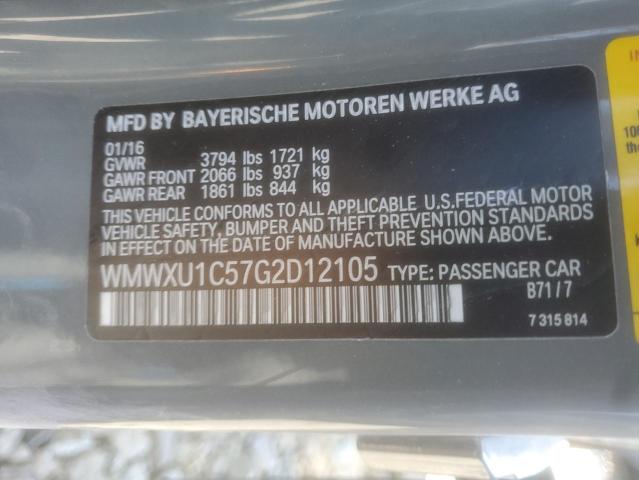 MFD BY BAYERISCHE MOTOREN WERKE AG
01/16
GVWR 3794 lbs 1721 kg
GAWR FRONT 2066 lbs 937 kg
GAWR REAR 1861 lbs 844 kg
THIS VEHICLE CONFORMS TO ALL APPLICABLE U.S.FEDERAL MOTOR
VEHICLE SAFETY, BUMPER AND THEFT PREVENTION STANDARDS
IN EFFECT ON THE DATE OF MANUFACTURE SHOWN ABOVE.
WMWXU1C57G2D12105 TYPE: PASSENGER CAR
B71/7
7 315 814